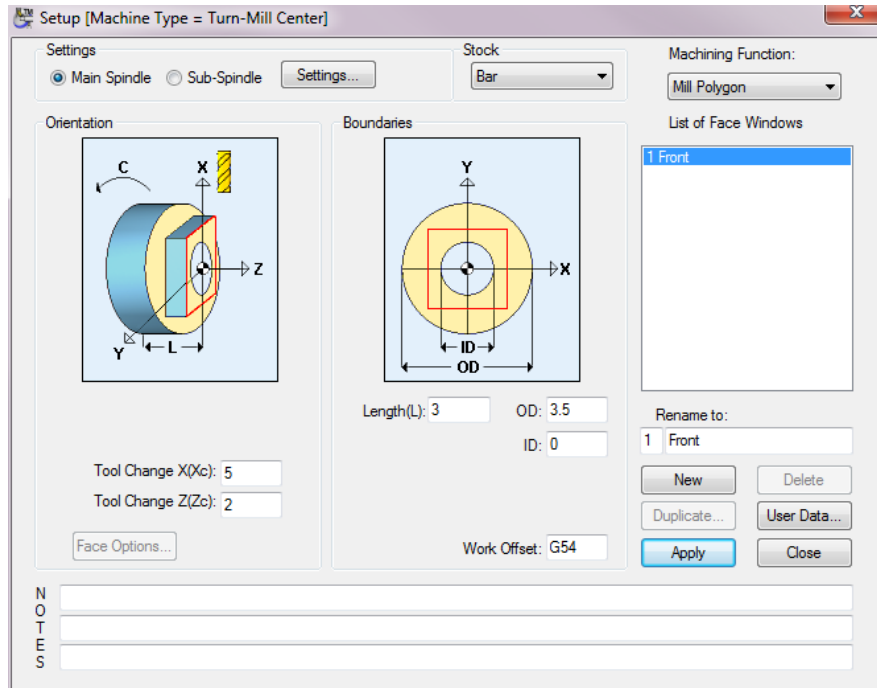 Setup [Machine Type = Turn-Mill Center]
Settings
Main Spindle
Sub-Spindle
Settings...
Stock
Bar
Machining Function:
Mill Polygon
Orientation
C
X
Z
Y
L
Boundaries
Y
X
ID
OD
List of Face Windows
1 Front
Length(L): 3
OD: 3.5
ID: 0
Rename to:
1 Front
Tool Change X(Xc): 5
Tool Change Z(Zc): 2
New
Delete
Duplicate...
User Data...
Face Options...
Work Offset: G54
Apply
Close
NOTES